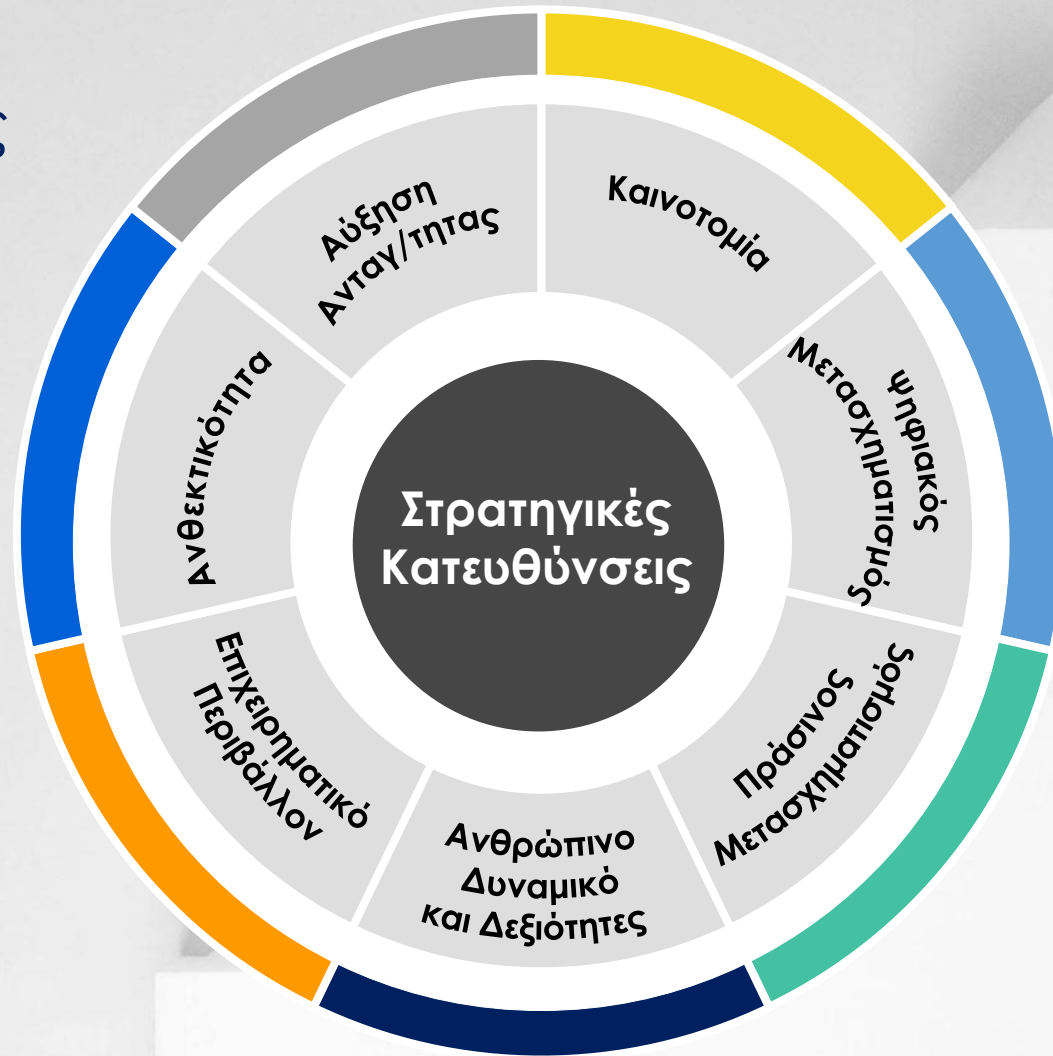 Στρατηγικές
Κατευθύνσεις
Καινοτομία
Ψηφιακός
Μετασχηματισμός
Πράσινος
Μετασχηματισμός
Ανθρώπινο
Δυναμικό
και Δεξιότητες
Επιχειρηματικό
Περιβάλλον
Ανθεκτικότητα
Αύξηση
Ανταγ/τητας